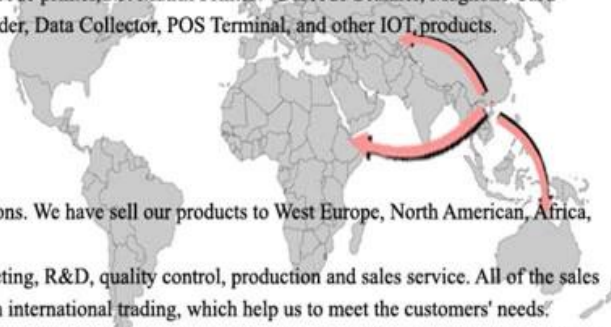 der, Data Collector, POS Terminal, and other IOT products.
ons. We have sell our products to West Europe, North American, Africa,
ting, R&D, quality control, production and sales service. All of the sales
international trading, which help us to meet the customers' needs.